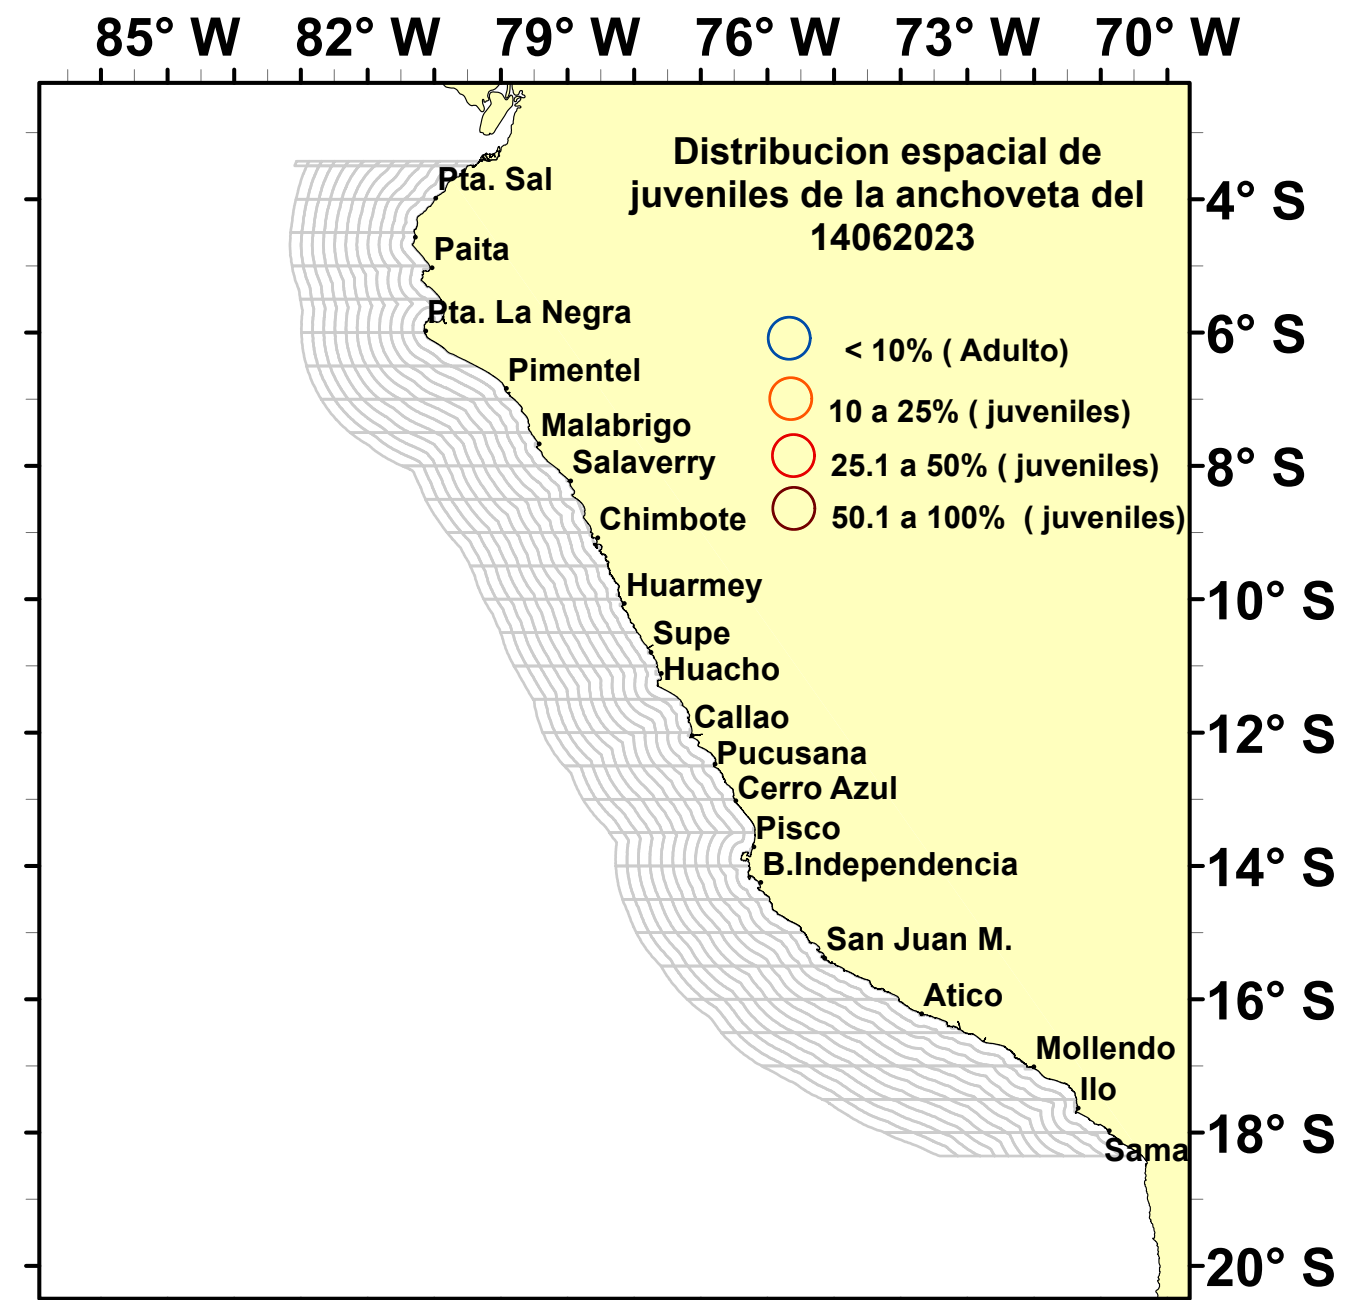 85° W 82° W 79° W 76° W 73° W 70° W
Distribucion espacial de
juveniles de la anchoveta del
14062023
Pta. Sal
4° S
Paita
Pta. La Negra
6° S
< 10% ( Adulto)
Pimentel
10 a 25% ( juveniles)
Malabrigo
Salaverry
25.1 a 50% ( juveniles)
8° S
Chimbote
50.1 a 100% ( juveniles)
Huarmey
10° S
Supe
Huacho
Callao
12° S
Pucusana
Cerro Azul
Pisco
B.Independencia
14° S
San Juan M.
Atico
16° S
Mollendo
Ilo
18° S
Sama
20° S